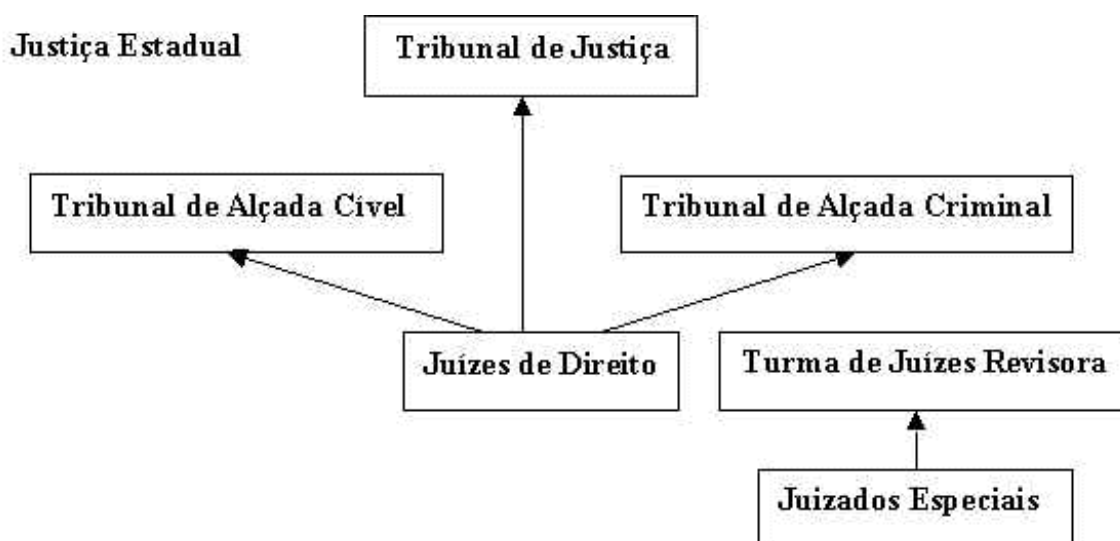 Justiça Estadual
Tribunal de Justiça
Tribunal de Alçada Cível
Tribunal de Alçada Criminal
Juízes de Direito
Turma de Juízes Revisora
Juizados Especiais